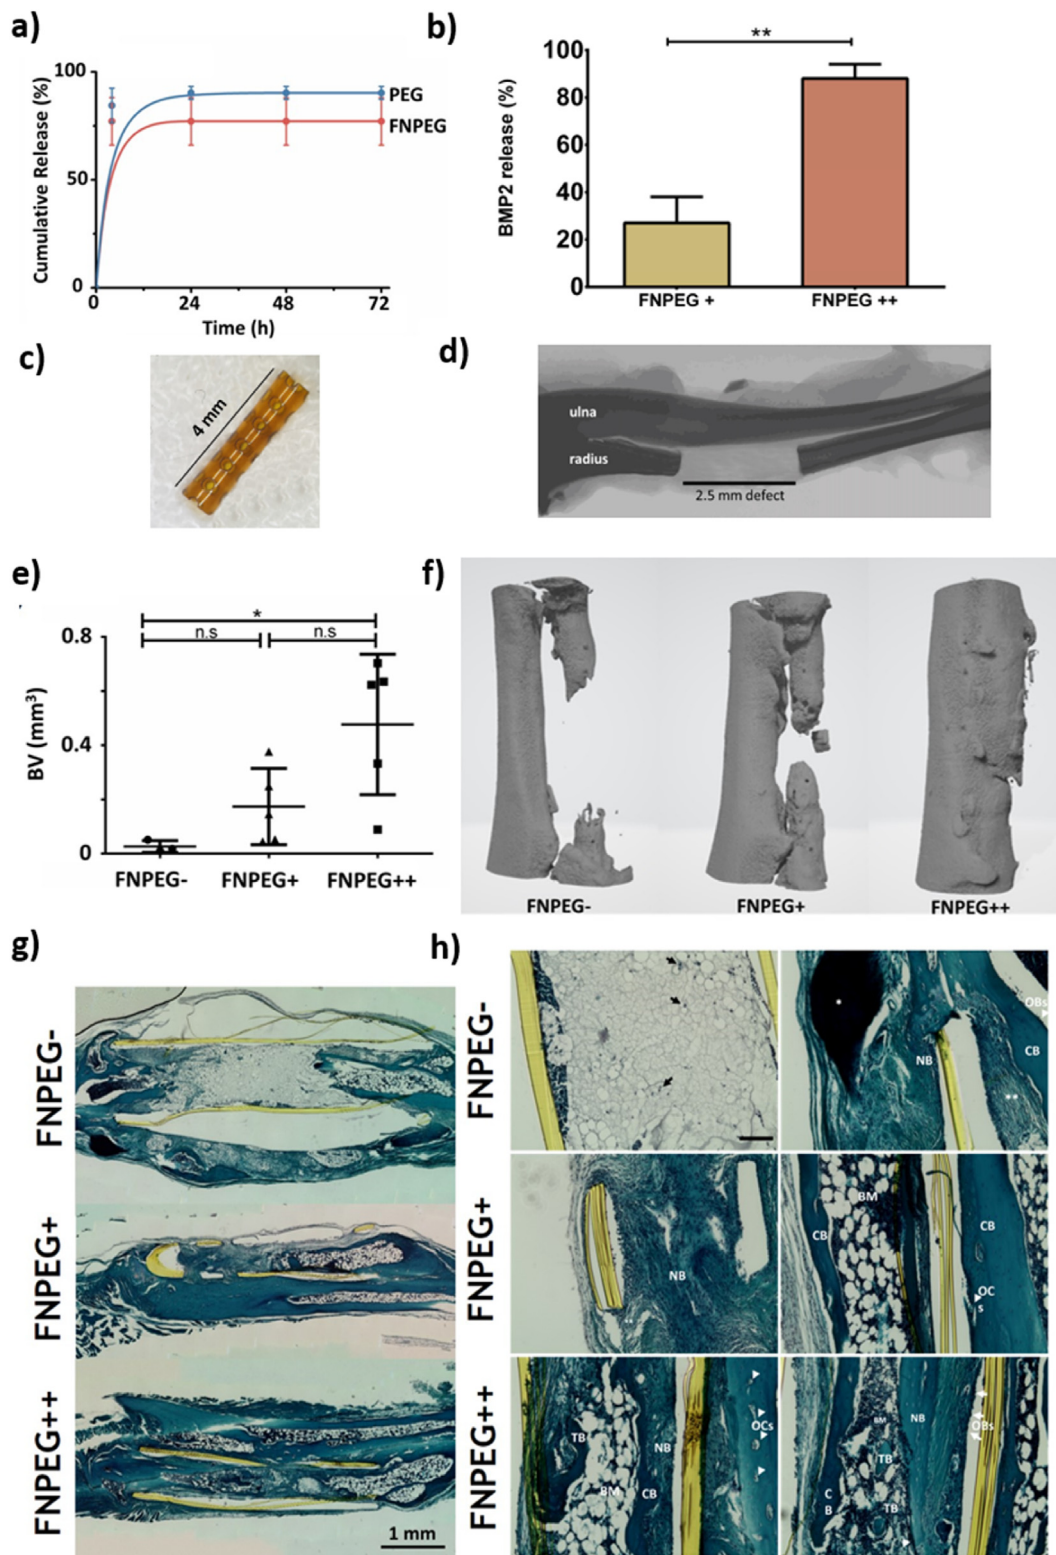 a)
100
50
0
0
24
48
72
Cumulative Release (%)
Time (h)
PEG
FNPEG
b)
**
100
80
60
40
20
0
BMP2 release (%)
FNPEG +
FNPEG ++
c)
4 mm
d)
ulna
radius
2.5 mm defect
e)
*
n.s
n.s
0.8
0.4
0
BV (mm³)
FNPEG-
FNPEG+
FNPEG++
f)
FNPEG-
FNPEG+
FNPEG++
g)
FNPEG-
FNPEG+
FNPEG++
1 mm
h)
FNPEG-
*
OBs
NB
CB
**
FNPEG+
NB
BM
CB
CB
OC
s
FNPEG++
TB
NB
OCs
BM
CB
BM
NB
OBs
TB
C
B
TB